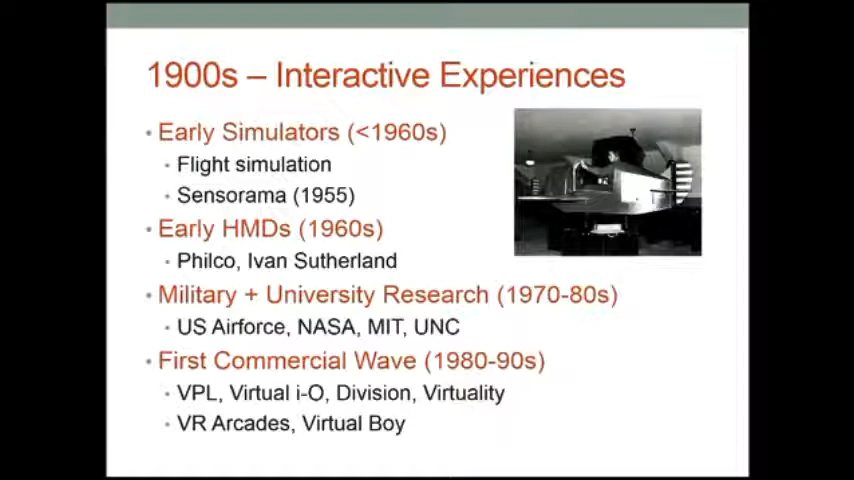 1900s – Interactive Experiences
• Early Simulators (<1960s)
• Flight simulation
• Sensorama (1955)
• Early HMDs (1960s)
• Philco, Ivan Sutherland
• Military + University Research (1970-80s)
• US Airforce, NASA, MIT, UNC
• First Commercial Wave (1980-90s)
• VPL, Virtual i-O, Division, Virtuality
• VR Arcades, Virtual Boy